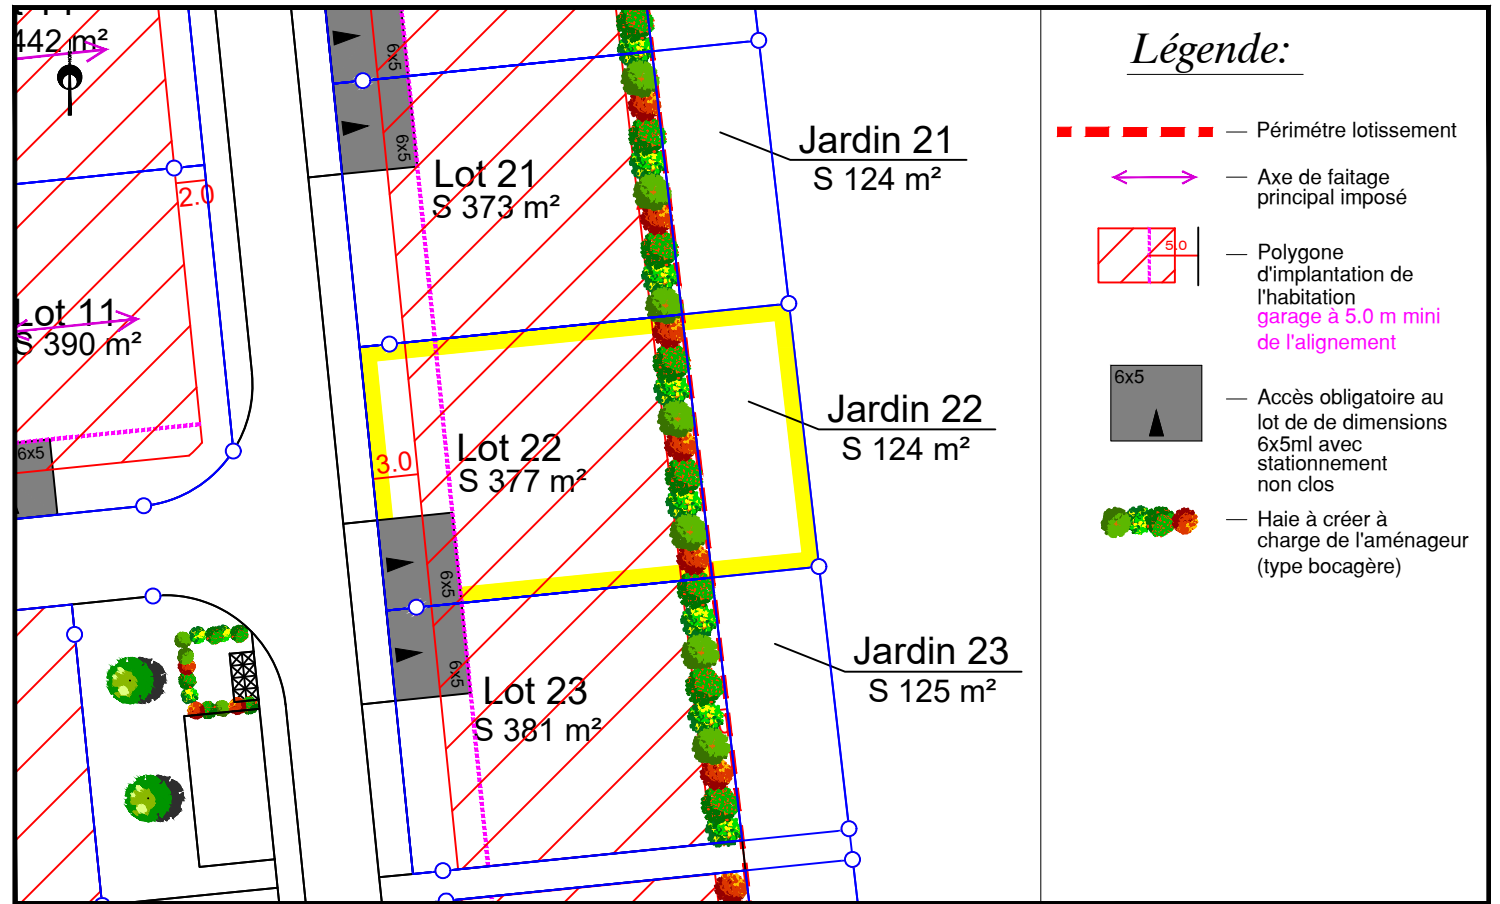 442 m²
2.0
Lot 11
S 390 m²
6x5
6x5
6x5
Lot 21
S 373 m²
Jardin 21
S 124 m²
3.0
Lot 22
S 377 m²
Jardin 22
S 124 m²
6x5
6x5
Lot 23
S 381 m²
Jardin 23
S 125 m²
Légende:
Périmétre lotissement
Axe de faitage
principal imposé
5.0
Polygone
d'implantation de
l'habitation
garage à 5.0 m mini
de l'alignement
6x5
Accès obligatoire au
lot de de dimensions
6x5ml avec
stationnement
non clos
Haie à créer à
charge de l'aménageur
(type bocagère)